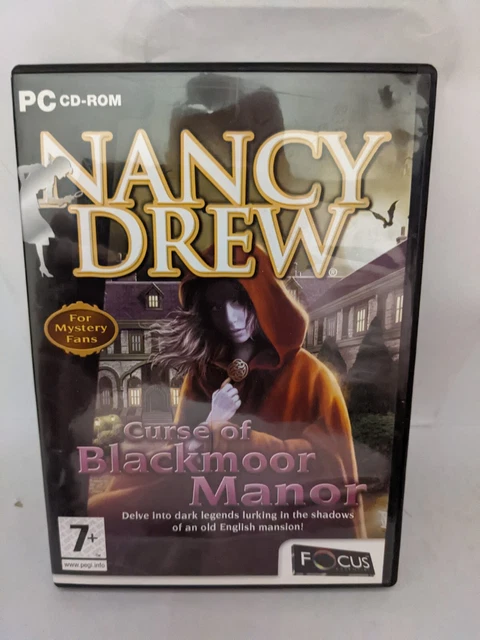 PC CD-ROM
NANCY
DREW®
For
Mystery
Fans
Curse of
Blackmoor
Manor
Delve into dark legends lurking in the shadows
of an old English mansion!
7+
www.pegi.info
FOCUS